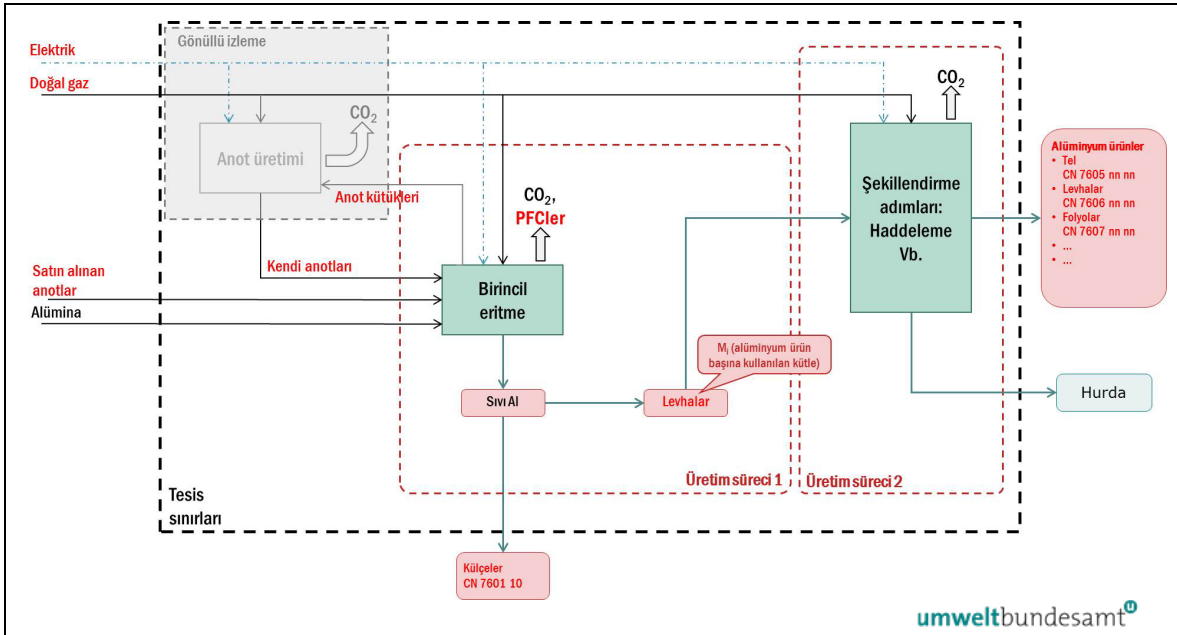 Gönüllü izleme
Elektrik
Doğal gaz
CO2
Anot üretimi
Anot kütükleri
CO2,
PFCler
Kendi anotları
Satın alınan
anotlar
Alümina
Birincil
eritme
Mi (alüminyum ürün
başına kullanılan kütle)
Sıvı Al
Levhalar
Üretim süreci 1
CO2
Şekillendirme
adımları:
Haddeleme
Vb.
Üretim süreci 2
Alüminyum ürünler
• Tel
CN 7605 nn nn
• Levhalar
CN 7606 nn nn
• Folyolar
CN 7607 nn nn
• ...
• ...
Hurda
Tesis
sınırları
Külçeler
CN 7601 10
umweltbundesamt u